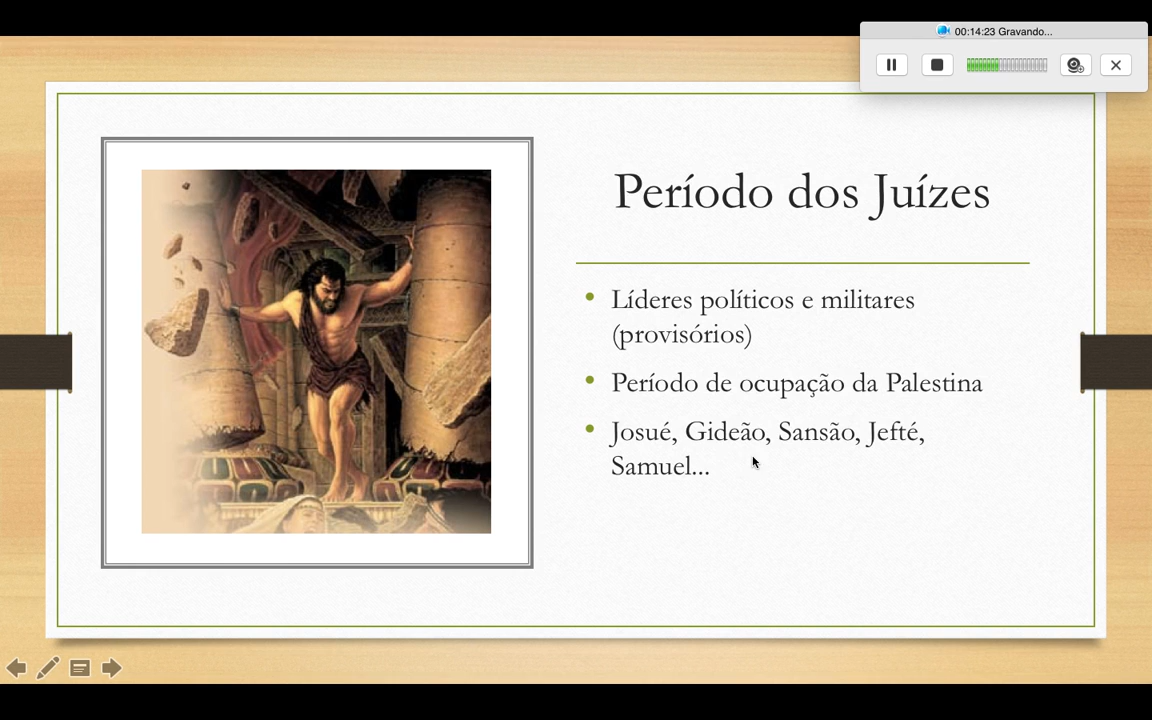 00:14:23 Gravando...
Período dos Juízes
• Líderes políticos e militares
(provisórios)
• Período de ocupação da Palestina
• Josué, Gideão, Sansão, Jefté,
Samuel...